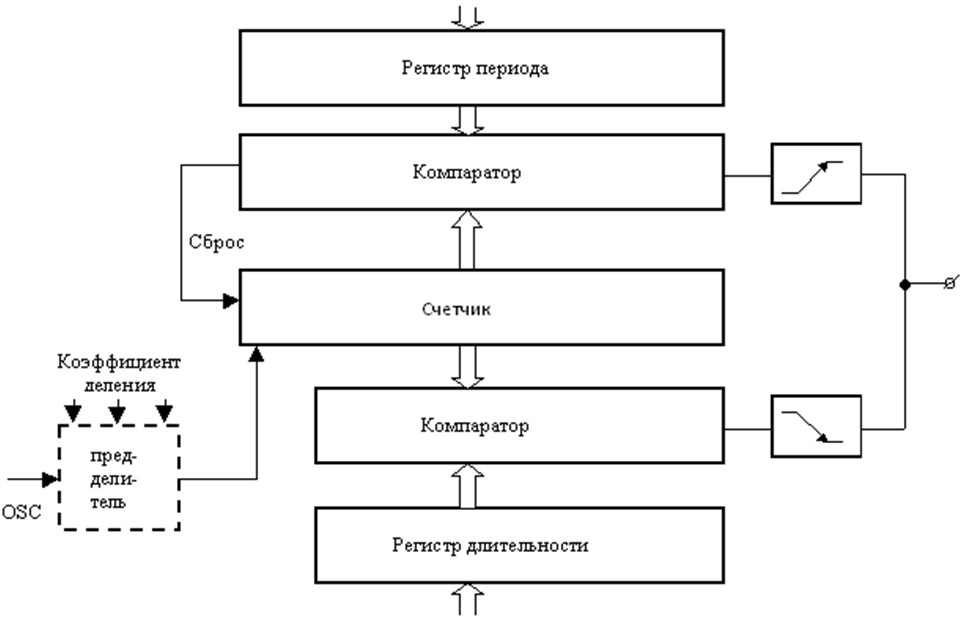 Регистр периода
Компаратор
Сброс
Счетчик
Коэффициент
деления
Компаратор
пред-
дели-
тель
OSC
Регистр длительности